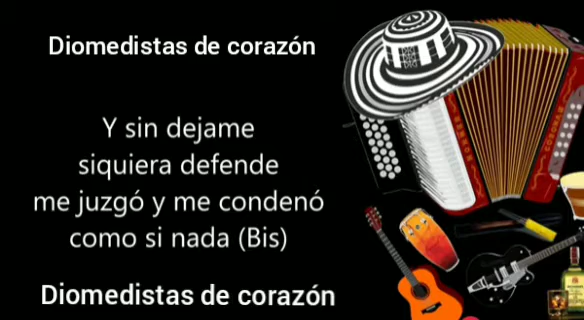 Diomedistas de corazón
Y sin dejame
siquiera defende
me juzgó y me condenó
como si nada (Bis)
Diomedistas de corazón